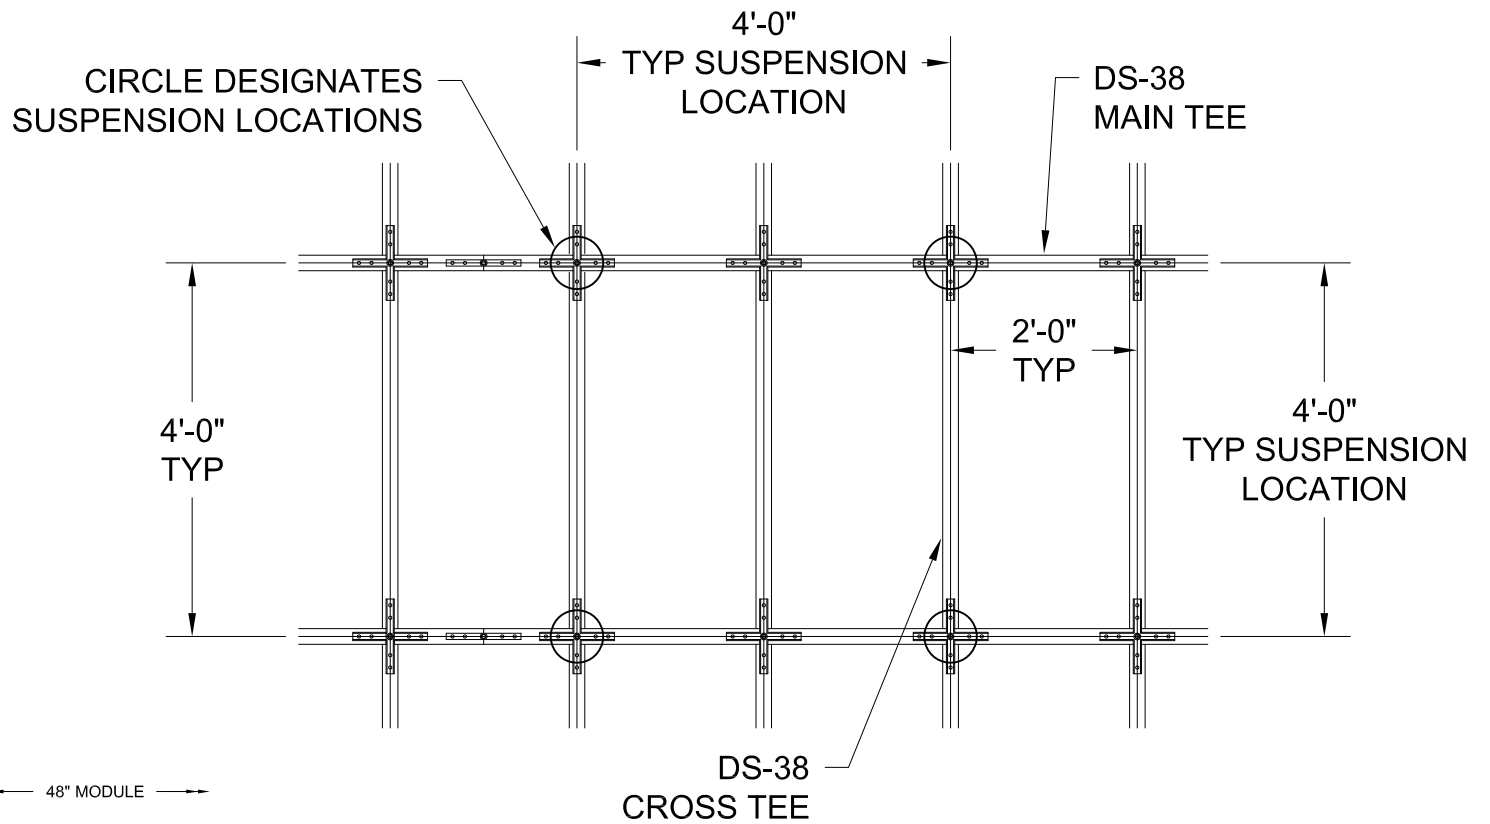 4'-0"
TYP SUSPENSION
LOCATION
CIRCLE DESIGNATES
SUSPENSION LOCATIONS
DS-38
MAIN TEE
2'-0"
TYP
4'-0"
TYP
4'-0"
TYP SUSPENSION
LOCATION
DS-38
CROSS TEE
48" MODULE